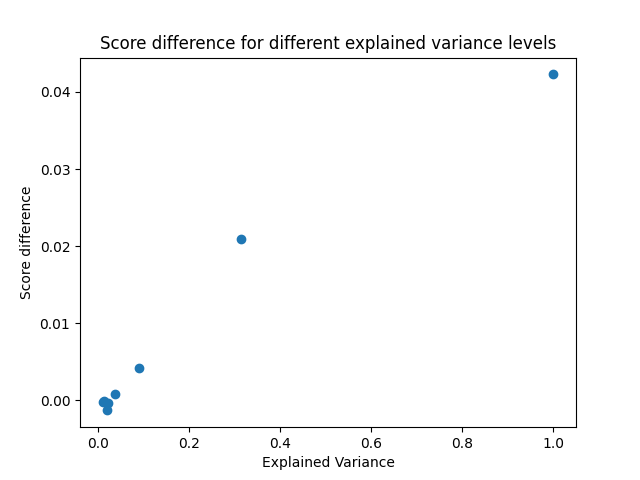 Score difference for different explained variance levels
0.04
0.03
0.02
0.01
0.00
Score difference
0.0 0.2 0.4 0.6 0.8 1.0
Explained Variance